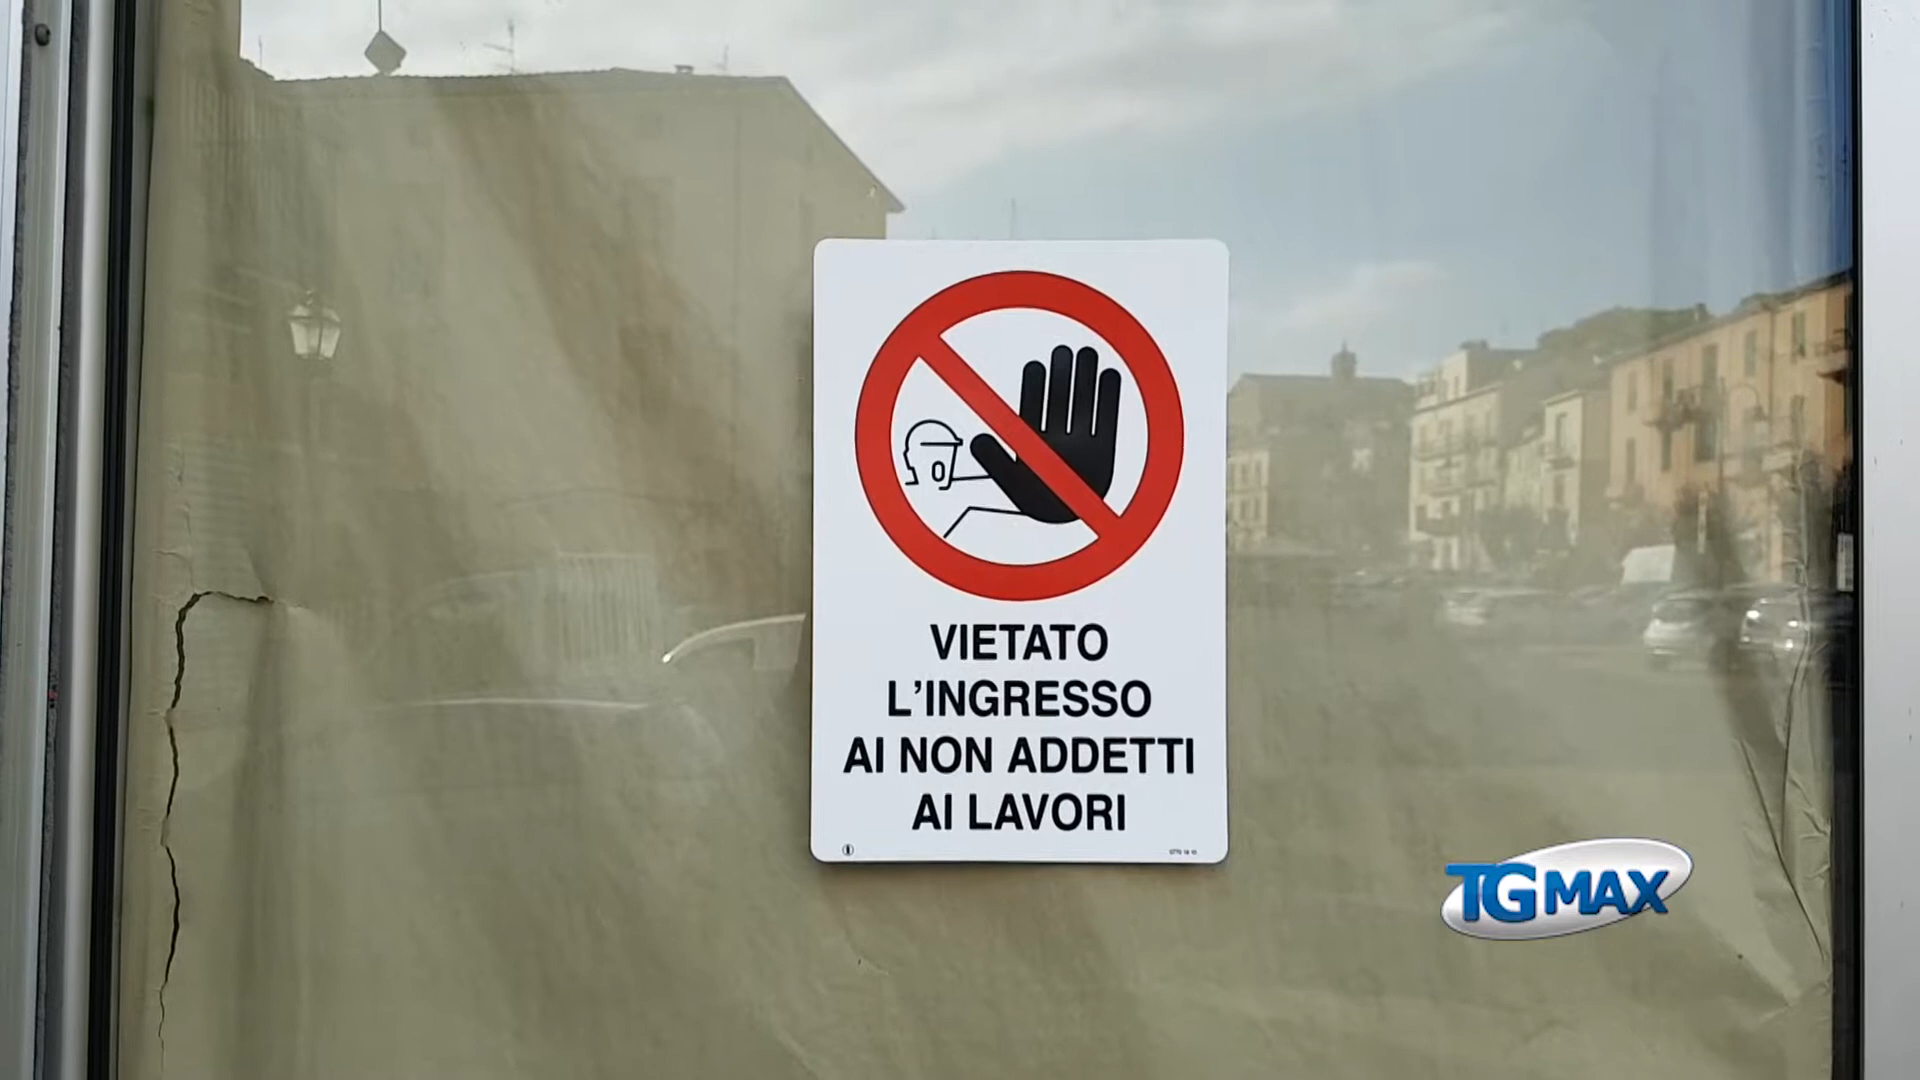 VIETATO
L'INGRESSO
AI NON ADDETTI
AI LAVORI
TGMAX